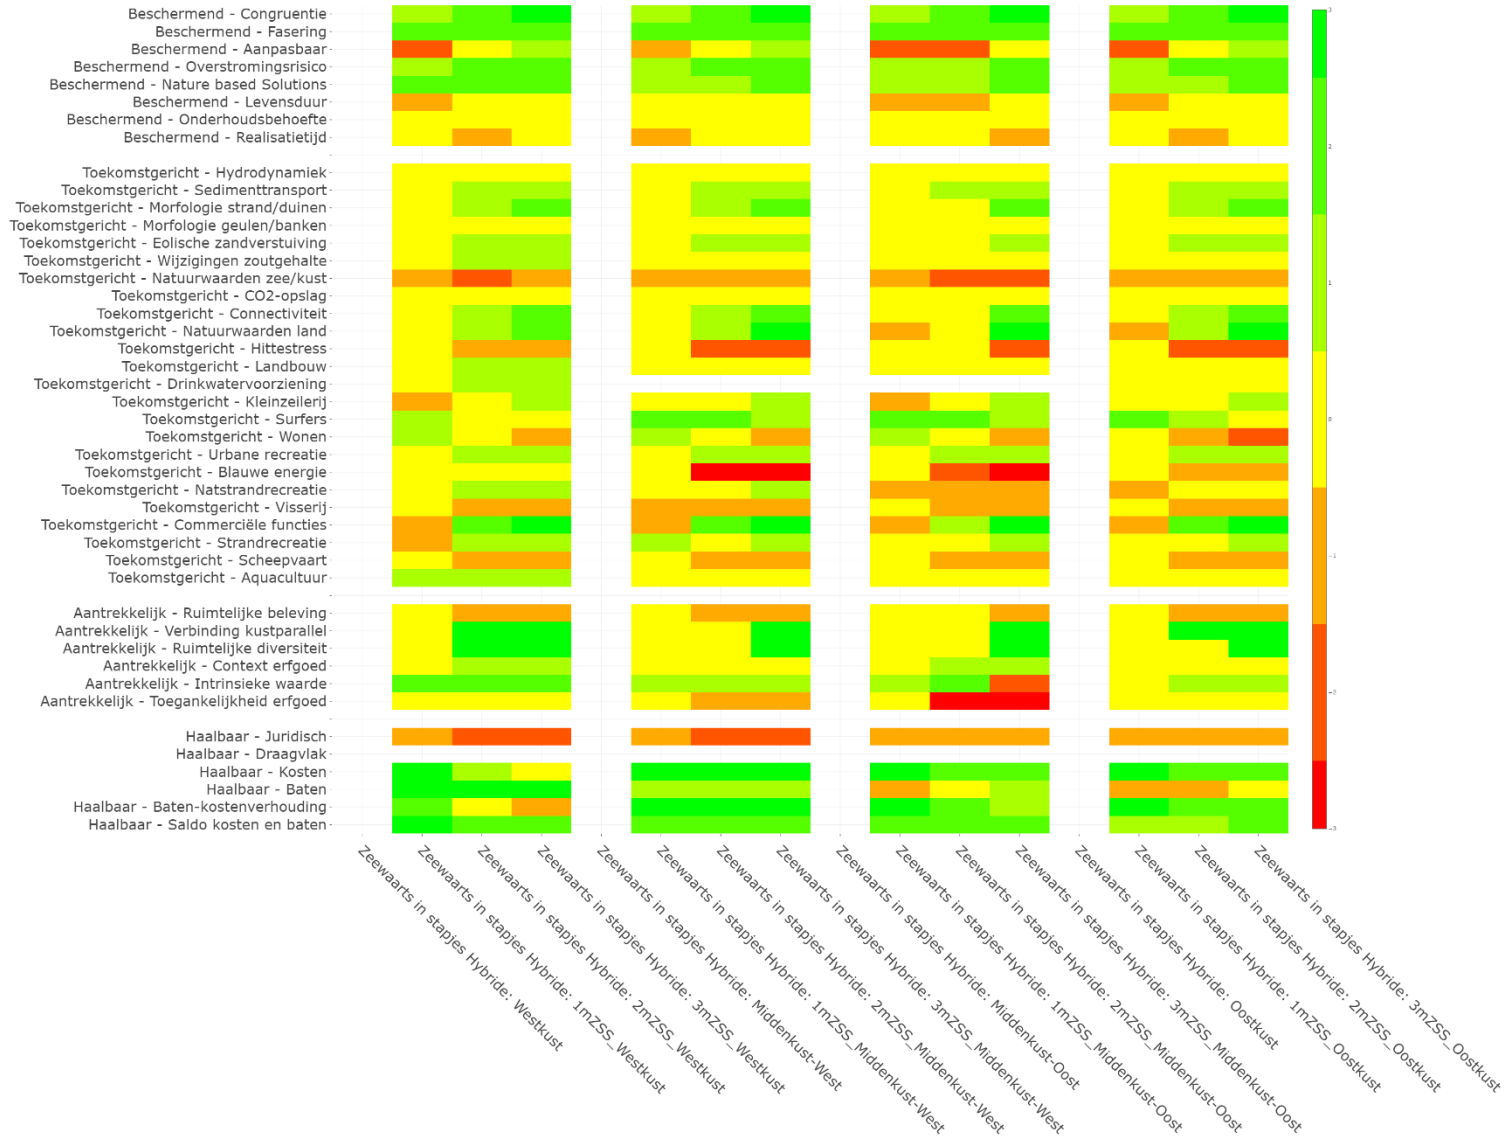 Beschermend - Congruentie
Beschermend - Fasering
Beschermend - Aanpasbaar
Beschermend - Overstromingsrisico
Beschermend - Nature based Solutions
Beschermend - Levensduur
Beschermend - Onderhoudsbehoefte
Beschermend - Realisatietijd
Toekomstgericht - Hydrodynamiek
Toekomstgericht - Sedimenttransport
Toekomstgericht - Morfologie strand/duinen
Toekomstgericht - Morfologie geulen/banken
Toekomstgericht - Eolische zandverstuiving
Toekomstgericht - Wijzigingen zoutgehalte
Toekomstgericht - Natuurwaarden zee/kust
Toekomstgericht - CO2-opslag
Toekomstgericht - Connectiviteit
Toekomstgericht - Natuurwaarden land
Toekomstgericht - Hittestress
Toekomstgericht - Landbouw
Toekomstgericht - Drinkwatervoorziening
Toekomstgericht - Kleinzeilerij
Toekomstgericht - Surfers
Toekomstgericht - Wonen
Toekomstgericht - Urbane recreatie
Toekomstgericht - Blauwe energie
Toekomstgericht - Natstrandrecreatie
Toekomstgericht - Visserij
Toekomstgericht - Commerciële functies
Toekomstgericht - Strandrecreatie
Toekomstgericht - Scheepvaart
Toekomstgericht - Aquacultuur
Aantrekkelijk - Ruimtelijke beleving
Aantrekkelijk - Verbinding kustparallel
Aantrekkelijk - Ruimtelijke diversiteit
Aantrekkelijk - Context erfgoed
Aantrekkelijk - Intrinsieke waarde
Aantrekkelijk - Toegankelijkheid erfgoed
Haalbaar - Juridisch
Haalbaar - Draagvlak
Haalbaar - Kosten
Haalbaar - Baten
Haalbaar - Baten-kostenverhouding
Haalbaar - Saldo kosten en baten
Zeewaarts in stapjes Hybride: Westkust
Zeewaarts in stapjes Hybride: 1mZSS_Westkust
Zeewaarts in stapjes Hybride: 2mZSS_Westkust
Zeewaarts in stapjes Hybride: 3mZSS_Westkust
Zeewaarts in stapjes Hybride: Middenkust-West
Zeewaarts in stapjes Hybride: 1mZSS_Middenkust-West
Zeewaarts in stapjes Hybride: 2mZSS_Middenkust-West
Zeewaarts in stapjes Hybride: 3mZSS_Middenkust-West
Zeewaarts in stapjes Hybride: Middenkust-Oost
Zeewaarts in stapjes Hybride: 1mZSS_Middenkust-Oost
Zeewaarts in stapjes Hybride: 2mZSS_Middenkust-Oost
Zeewaarts in stapjes Hybride: 3mZSS_Middenkust-Oost
Zeewaarts in stapjes Hybride: Oostkust
Zeewaarts in stapjes Hybride: 1mZSS_Oostkust
Zeewaarts in stapjes Hybride: 2mZSS_Oostkust
Zeewaarts in stapjes Hybride: 3mZSS_Oostkust
3
2
1
0
−1
−2
−3